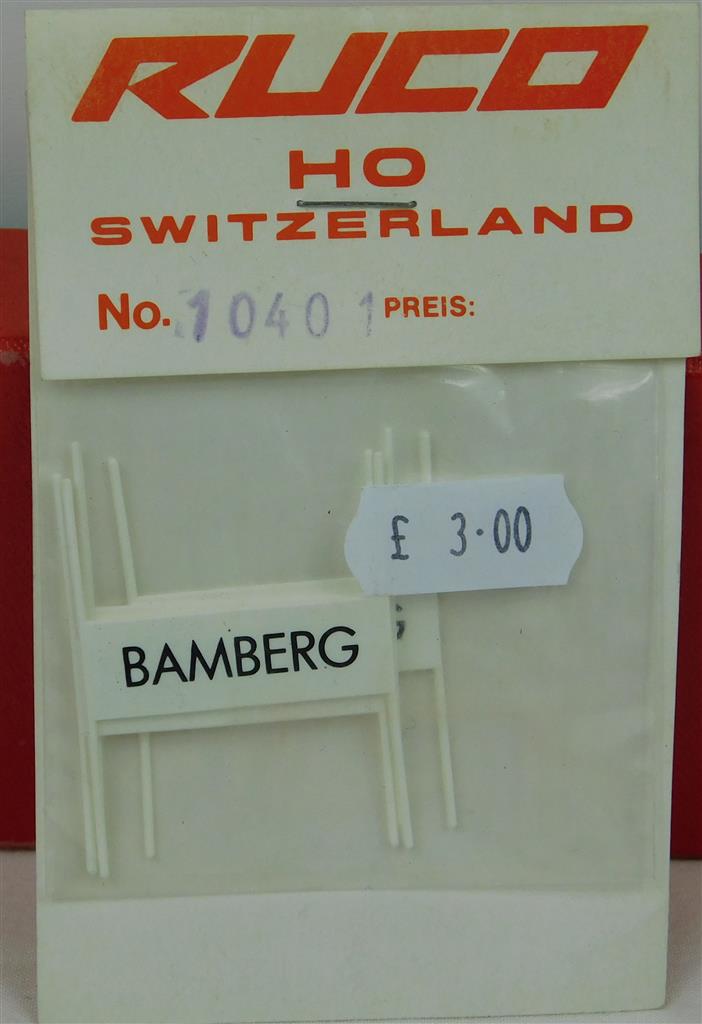 RUCO
HO
SWITZERLAND
No. 10401 PREIS:
£ 3.00
BAMBERG
G